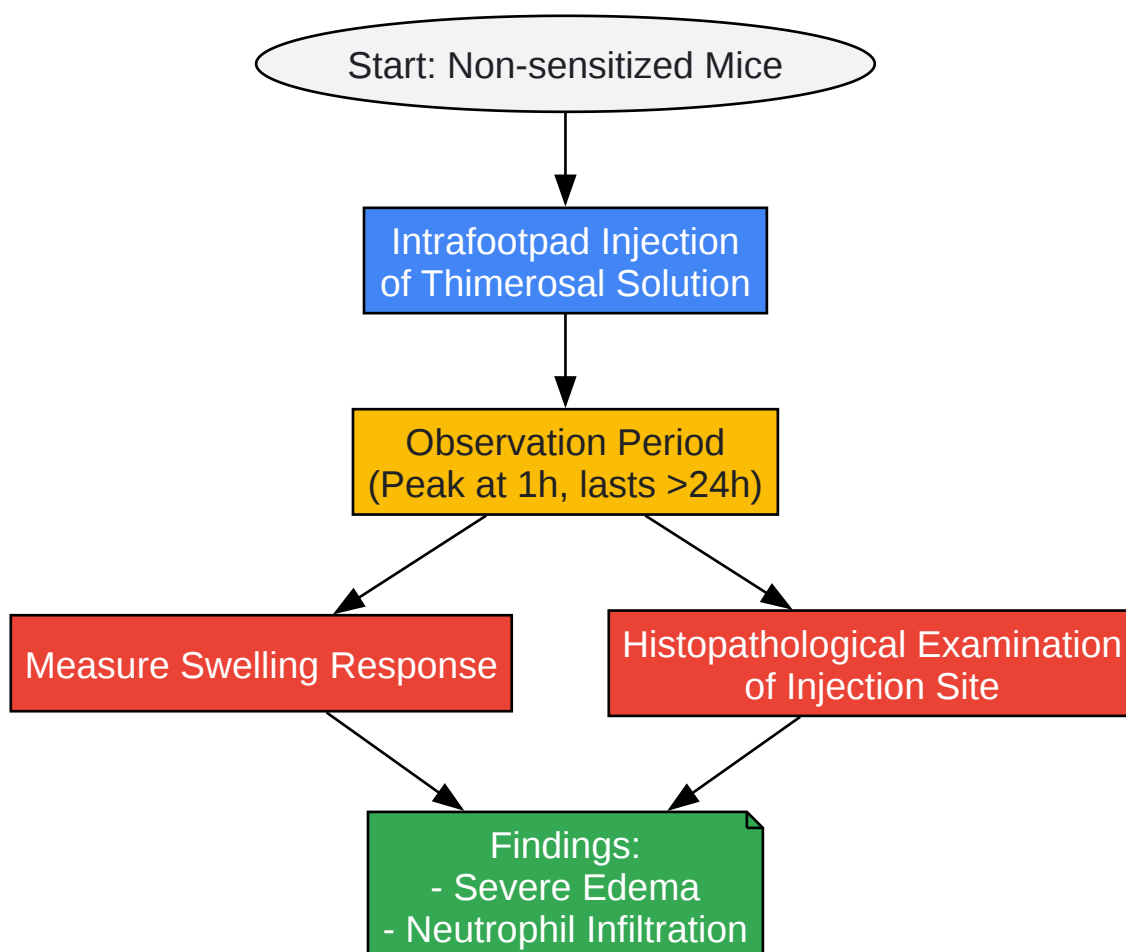 Start: Non-sensitized Mice
Intrafootpad Injection
of Thimerosal Solution
Observation Period
(Peak at 1h, lasts >24h)
Measure Swelling Response
Histopathological Examination
of Injection Site
Findings:
- Severe Edema
- Neutrophil Infiltration